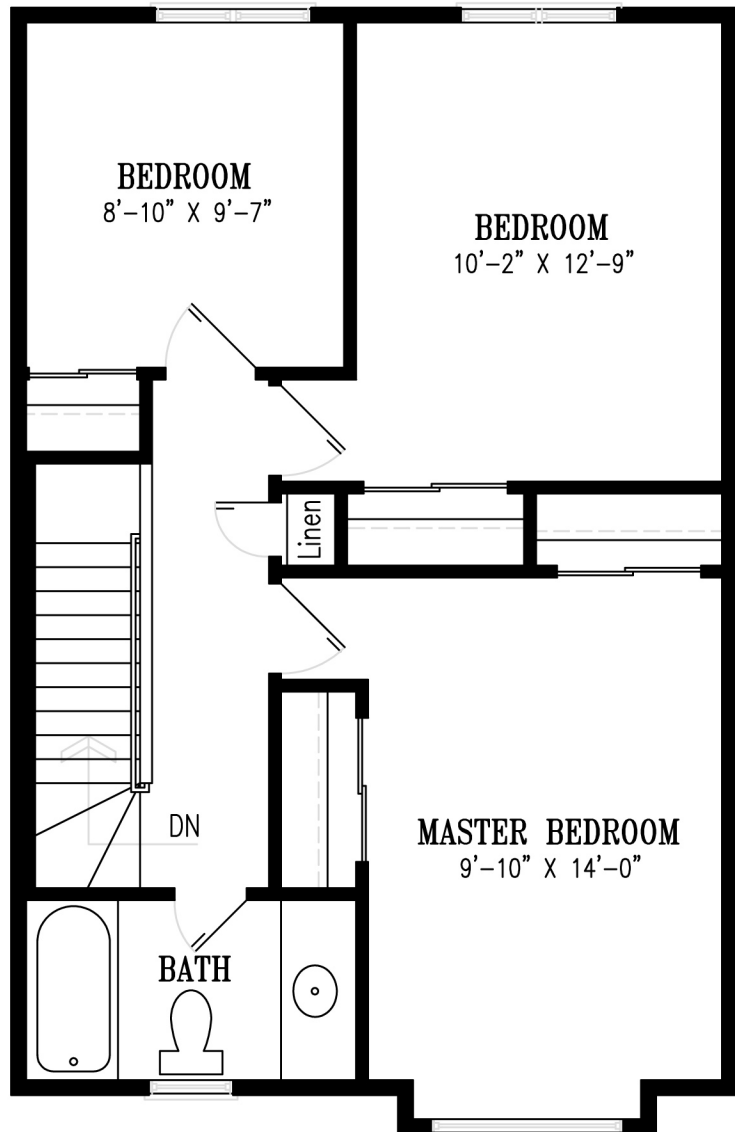 BEDROOM
8’-10” X 9’-7”
BEDROOM
10’-2” X 12’-9”
Linen
DN
MASTER BEDROOM
9’-10” X 14’-0”
BATH